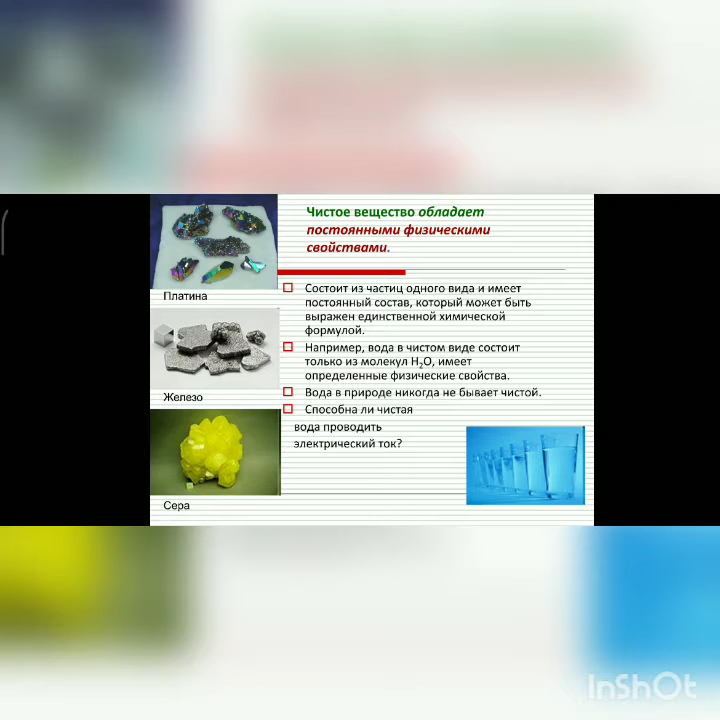 Чистое вещество обладает
постоянными физическими
свойствами.
Платина
Состоит из частиц одного вида и имеет
постоянный состав, который может быть
выражен единственной химической
формулой.
Например, вода в чистом виде состоит
только из молекул H₂O, имеет
определенные физические свойства.
Железо
Вода в природе никогда не бывает чистой.
Способна ли чистая
вода проводить
электрический ток?
Сера
InShOt